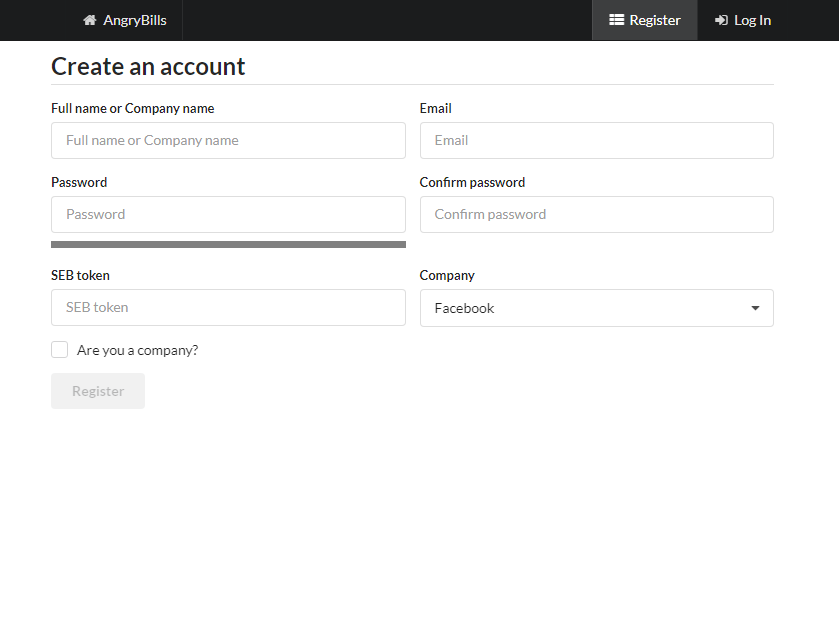 AngryBills
Register
Log In
Create an account
Full name or Company name
Email
Full name or Company name
Email
Password
Confirm password
Password
Confirm password
SEB token
Company
SEB token
Facebook
Are you a company?
Register